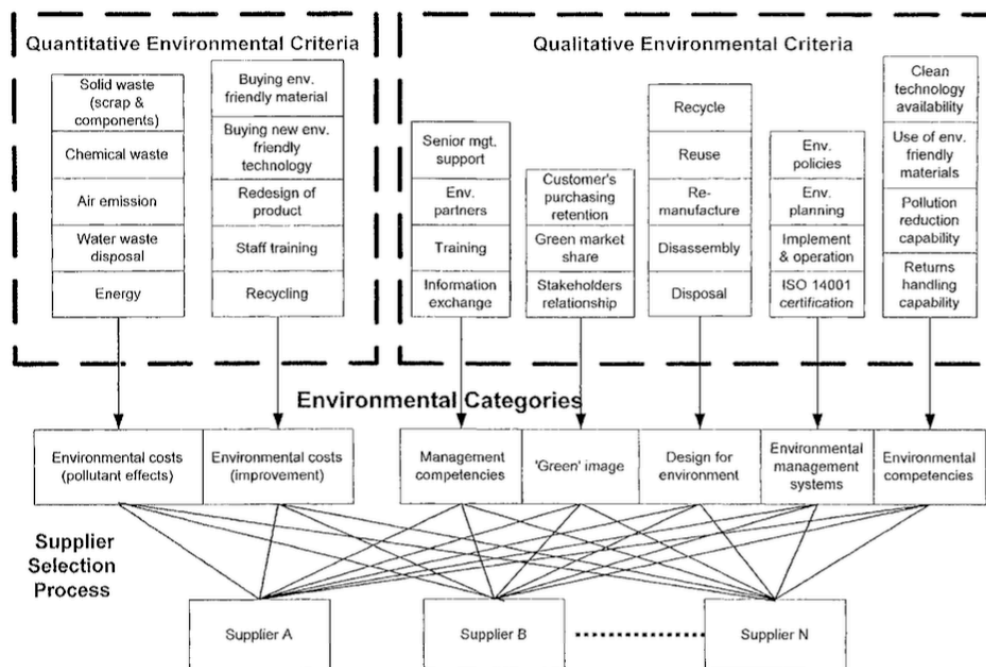 Quantitative Environmental Criteria
Solid waste
(scrap &
components)
Chemical waste
Air emission
Water waste
disposal
Energy
Buying env.
friendly material
Buying new env.
friendly
technology
Redesign of
product
Staff training
Recycling
Qualitative Environmental Criteria
Senior mgt.
support
Env.
partners
Training
Information
exchange
Customer's
purchasing
retention
Green market
share
Stakeholders
relationship
Recycle
Reuse
Re-
manufacture
Disassembly
Disposal
Env.
policies
Env.
planning
Implement
& operation
ISO 14001
certification
Clean
technology
availability
Use of env.
friendly
materials
Pollution
reduction
capability
Returns
handling
capability
Environmental Categories
Environmental costs
(pollutant effects)
Environmental costs
(improvement)
Management
competencies
'Green' image
Design for
environment
Environmental
management
systems
Environmental
competencies
Supplier
Selection
Process
Supplier A
Supplier B
Supplier N